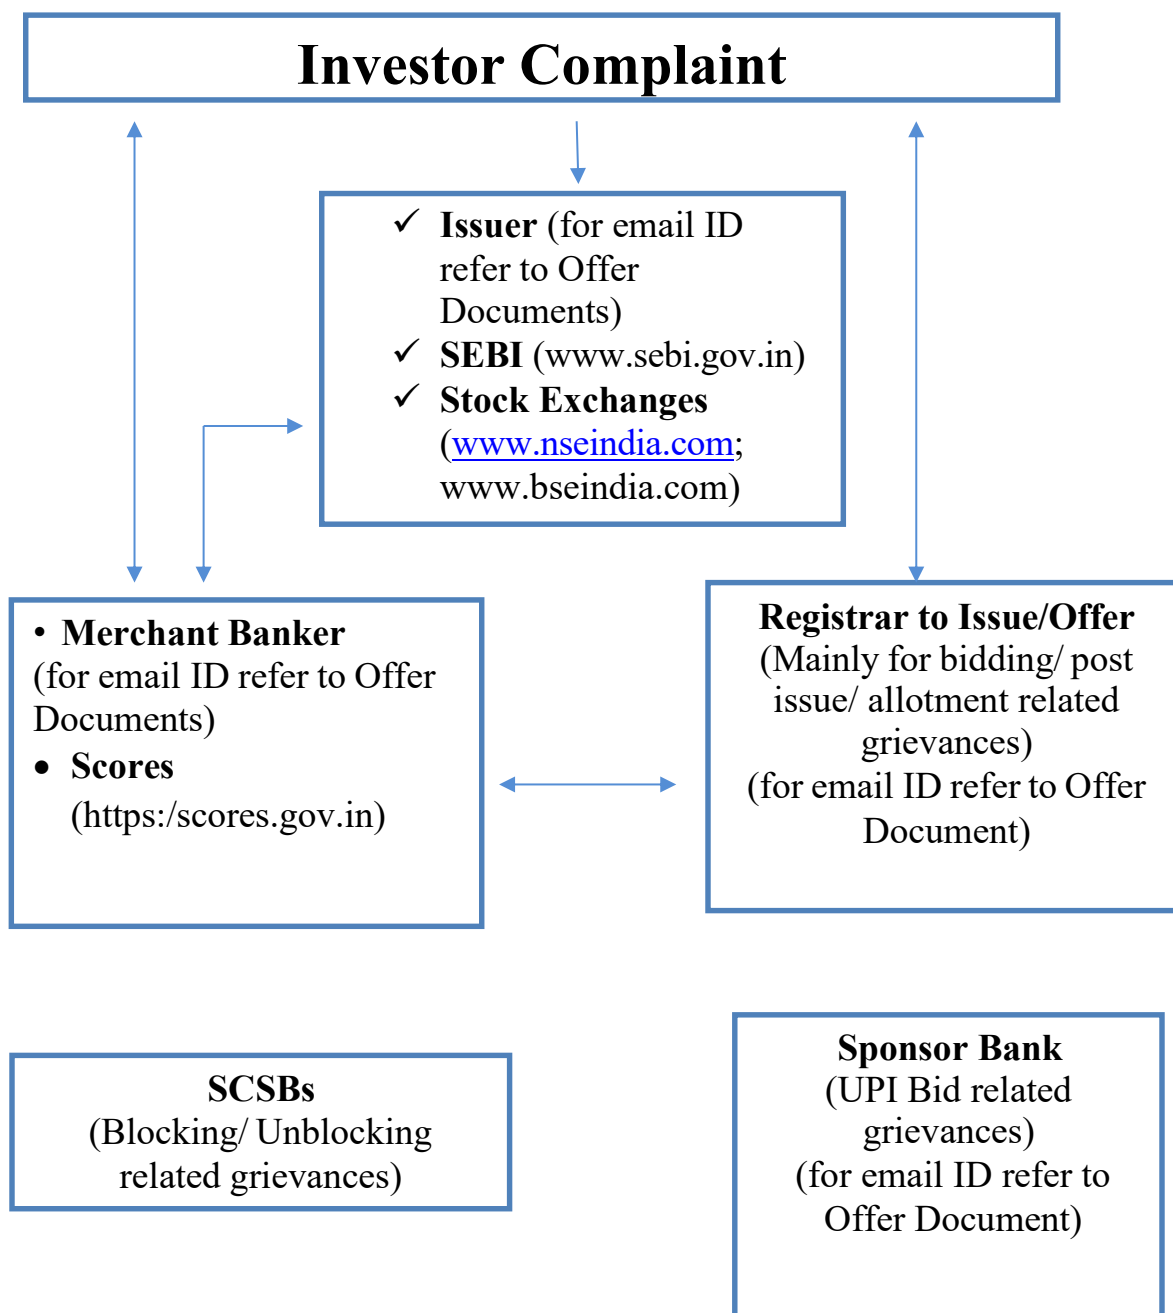 Investor Complaint
✓ Issuer (for email ID
refer to Offer
Documents)
✓ SEBI (www.sebi.gov.in)
✓ Stock Exchanges
(www.nseindia.com;
www.bseindia.com)
• Merchant Banker
(for email ID refer to Offer
Documents)
• Scores
(https:/scores.gov.in)
Registrar to Issue/Offer
(Mainly for bidding/ post
issue/ allotment related
grievances)
(for email ID refer to Offer
Document)
SCSBs
(Blocking/ Unblocking
related grievances)
Sponsor Bank
(UPI Bid related
grievances)
(for email ID refer to
Offer Document)